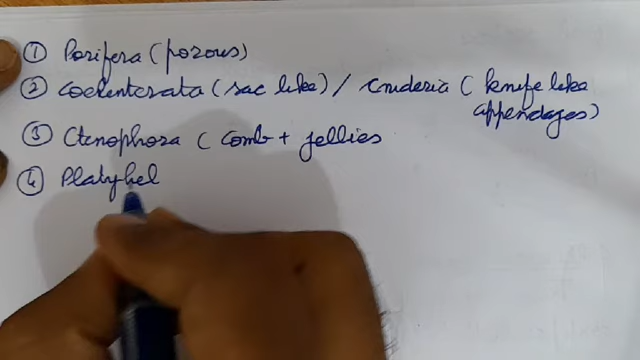 ① Porifera (porous)
② Coelenterata (sac like) / Cnideria ( knife like
appendages)
③ Ctenophora ( comb + jellies
④ Platyhel